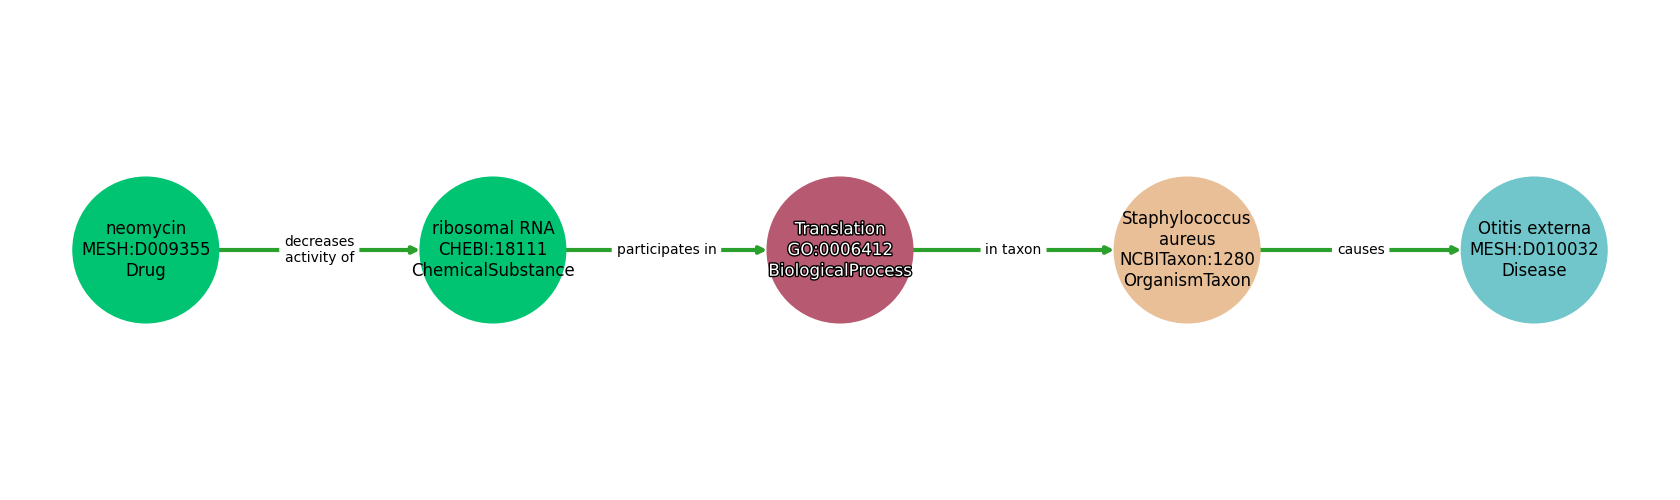 neomycin
MESH:D009355
Drug
decreases
activity of
ribosomal RNA
CHEBI:18111
ChemicalSubstance
participates in
Translation
GO:0006412
BiologicalProcess
in taxon
Staphylococcus
aureus
NCBITaxon:1280
OrganismTaxon
causes
Otitis externa
MESH:D010032
Disease